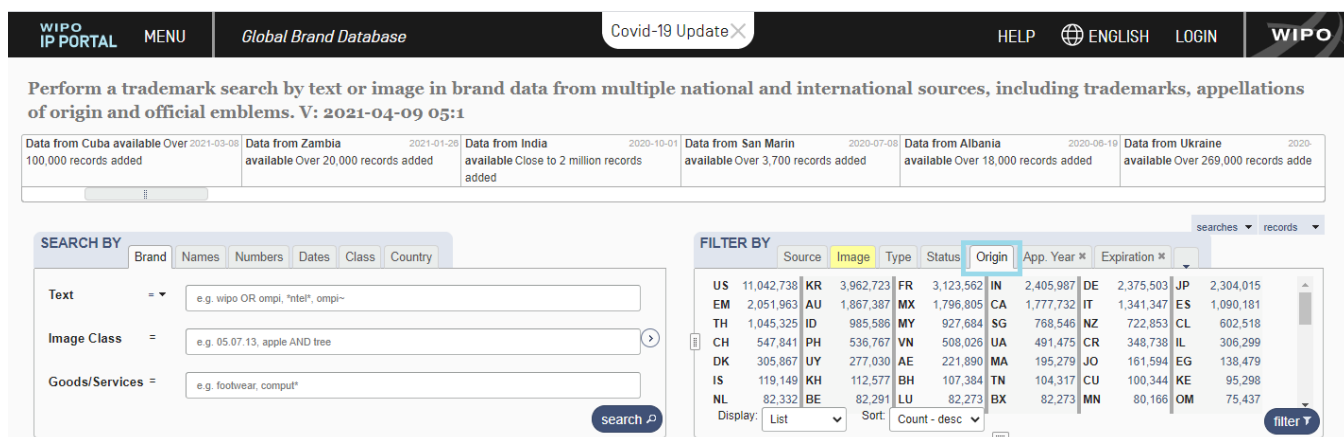 WIPO
IP PORTAL MENU Global Brand Database Covid-19 Update HELP ENGLISH LOGIN WIPO
Perform a trademark search by text or image in brand data from multiple national and international sources, including trademarks, appellations
of origin and official emblems. V: 2021-04-09 05:1
Data from Cuba available Over 2021-03-08 Data from Zambia 2021-01-26 Data from India 2020-10-01 Data from San Marin 2020-07-08 Data from Albania 2020-06-19 Data from Ukraine 2020-
100,000 records added available Over 20,000 records added available Close to 2 million records available Over 3,700 records added available Over 18,000 records added available Over 269,000 records adde
added
searches records
SEARCH BY
Brand Names Numbers Dates Class Country
Text = e.g. wipo OR ompi, *ntel*, ompi~
Image Class = e.g. 05.07.13, apple AND tree
Goods/Services = e.g. footwear, comput*
search
FILTER BY
Source Image Type Status Origin App. Year × Expiration ×
US 11,042,738 KR 3,962,723 FR 3,123,562 IN 2,405,987 DE 2,375,503 JP 2,304,015
EM 2,051,963 AU 1,867,387 MX 1,796,805 CA 1,777,732 IT 1,341,347 ES 1,090,181
TH 1,045,325 ID 985,586 MY 927,684 SG 768,546 NZ 722,853 CL 602,518
CH 547,841 PH 536,767 VN 508,026 UA 491,475 CR 348,738 IL 306,299
DK 305,867 UY 277,030 AE 221,890 MA 195,279 JO 161,594 EG 138,479
IS 119,149 KH 112,577 BH 107,384 TN 104,317 CU 100,344 KE 95,298
NL 82,332 BE 82,291 LU 82,273 BX 82,273 MN 80,166 OM 75,437
Display: List Sort: Count - desc filter